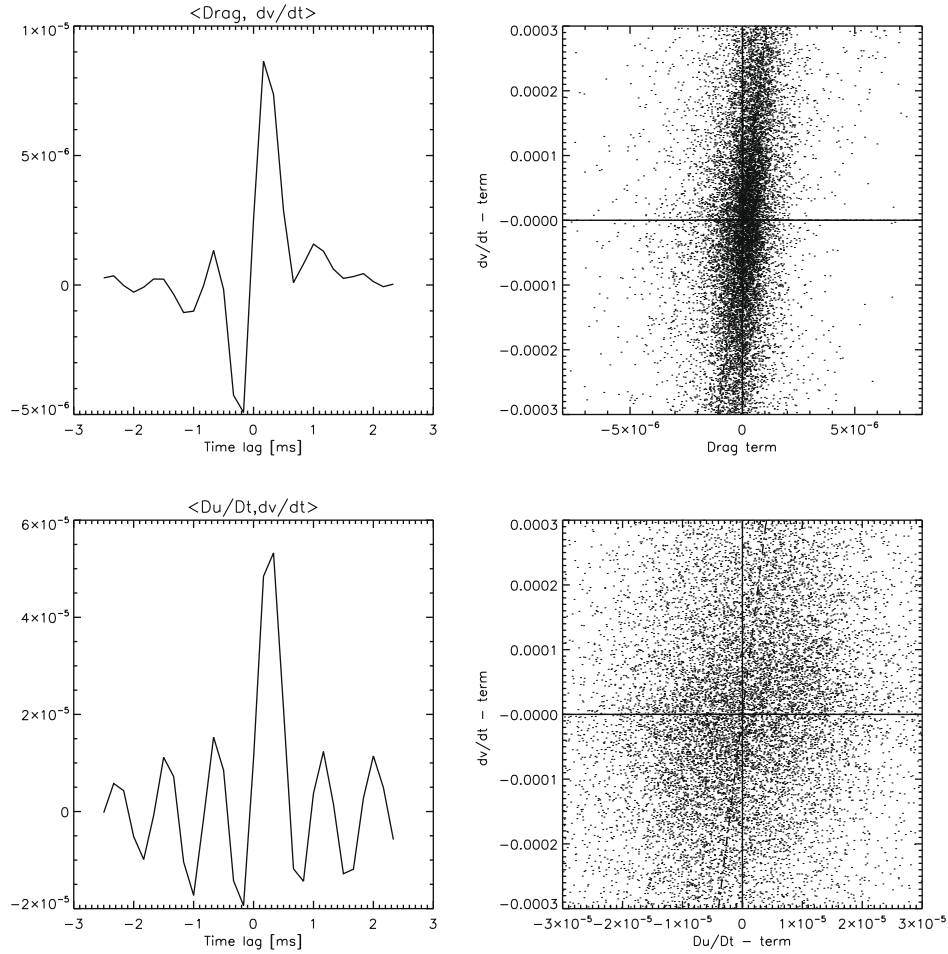 <Drag, dv/dt>
1×10⁻⁵
5×10⁻⁶
0
−5×10⁻⁶
−3 −2 −1 0 1 2 3
Time lag [ms]
dv/dt − term
0.0003
0.0002
0.0001
−0.0000
−0.0001
−0.0002
−0.0003
−5×10⁻⁶ 0 5×10⁻⁶
Drag term
<Du/Dt,dv/dt>
6×10⁻⁵
4×10⁻⁵
2×10⁻⁵
0
−2×10⁻⁵
−3 −2 −1 0 1 2 3
Time lag [ms]
dv/dt − term
0.0003
0.0002
0.0001
−0.0000
−0.0001
−0.0002
−0.0003
−3×10⁻⁵−2×10⁻⁵−1×10⁻⁵ 0 1×10⁻⁵ 2×10⁻⁵ 3×10⁻⁵
Du/Dt − term